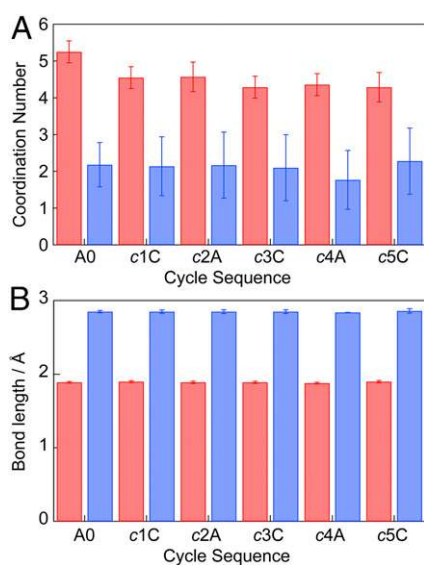 A
Coordination Number
6
5
4
3
2
1
0
A0 c1C c2A c3C c4A c5C
Cycle Sequence
B
Bond length / Å
3
2
1
0
A0 c1C c2A c3C c4A c5C
Cycle Sequence